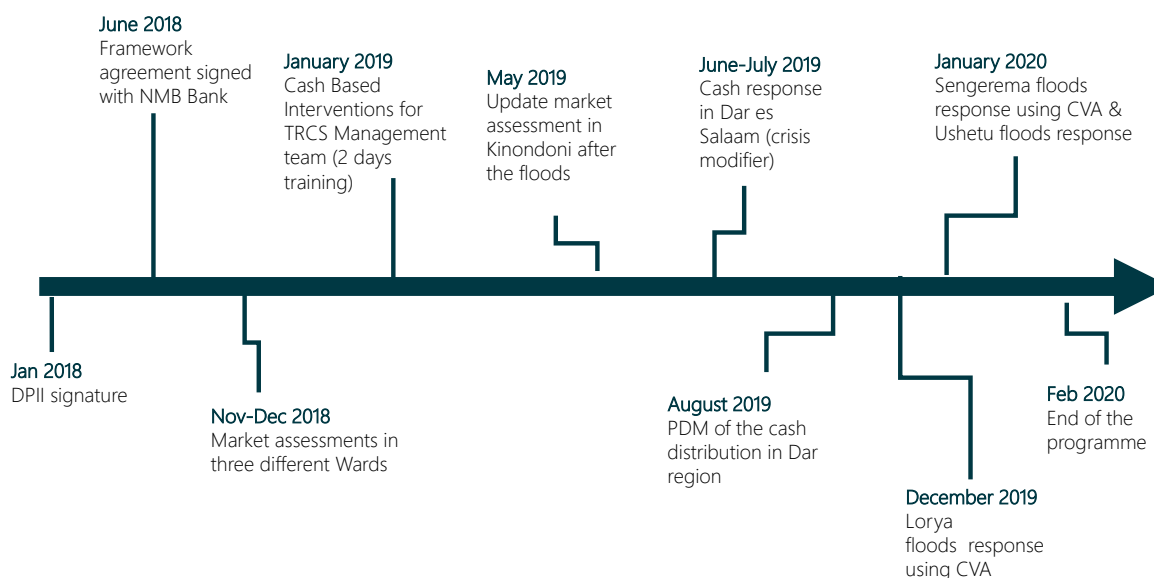 June 2018
Framework
agreement signed
with NMB Bank
January 2019
Cash Based
Interventions for
TRCS Management
team (2 days
training)
May 2019
Update market
assessment in
Kinondoni after
the floods
June-July 2019
Cash response
in Dar es
Salaam (crisis
modifier)
January 2020
Sengerema floods
response using CVA &
Ushetu floods response
Jan 2018
DPII signature
Nov-Dec 2018
Market assessments in
three different Wards
August 2019
PDM of the cash
distribution in Dar
region
December 2019
Lorya
floods response
using CVA
Feb 2020
End of the
programme